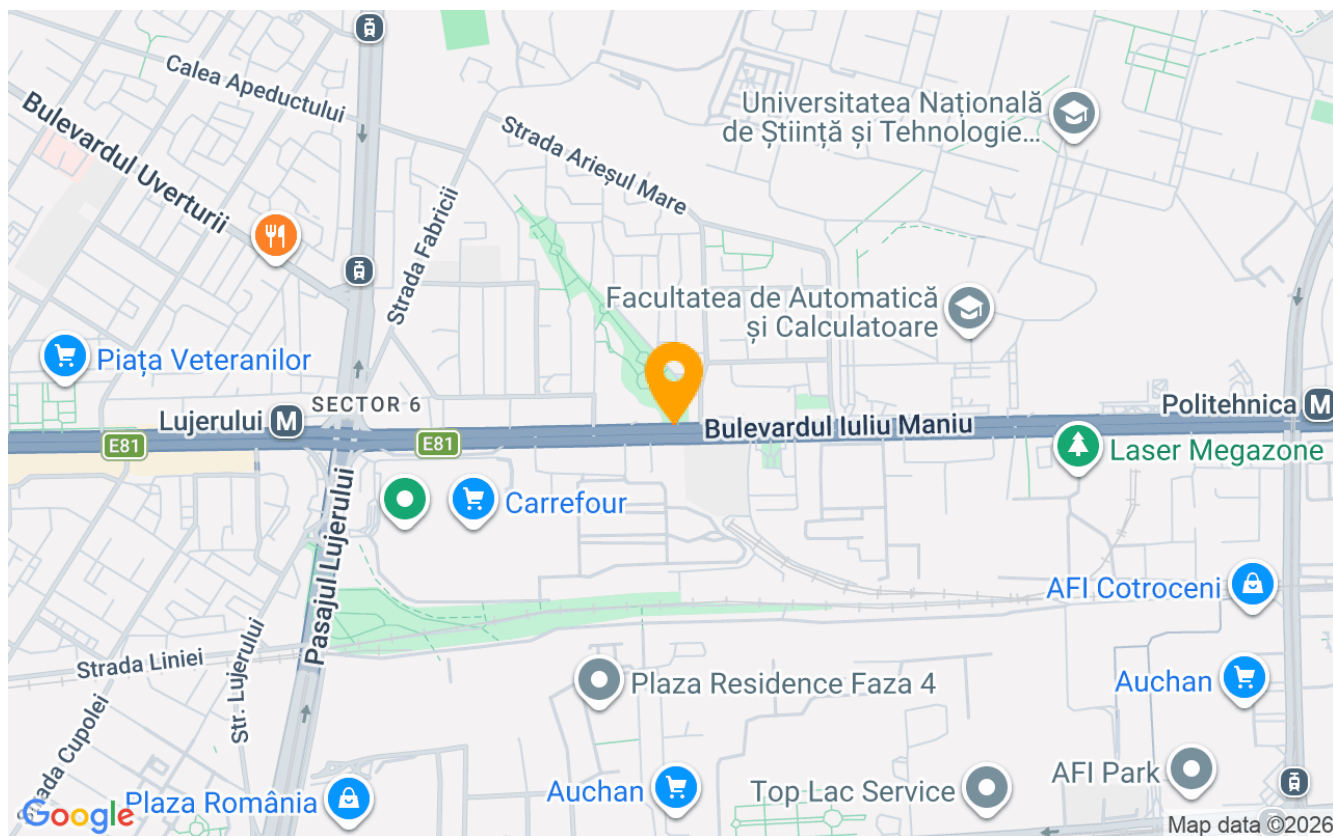 Calea Apeductului
Bulevardul Uverturii
Strada Fabricii
Strada Arieșul Mare
Universitatea Națională
de Știință și Tehnologie...
Facultatea de Automatică
și Calculatoare
Piața Veteranilor
Lujerului M
SECTOR 6
Politehnica M
E81
E81
Bulevardul Iuliu Maniu
Laser Megazone
Carrefour
Pasajul Lujerului
AFI Cotroceni
Strada Liniei
Str. Lujerului
Plaza Residence Faza 4
Auchan
Strada Cupolei
AFI Park
Plaza România
Auchan
Top Lac Service
Google
Map data ©2026